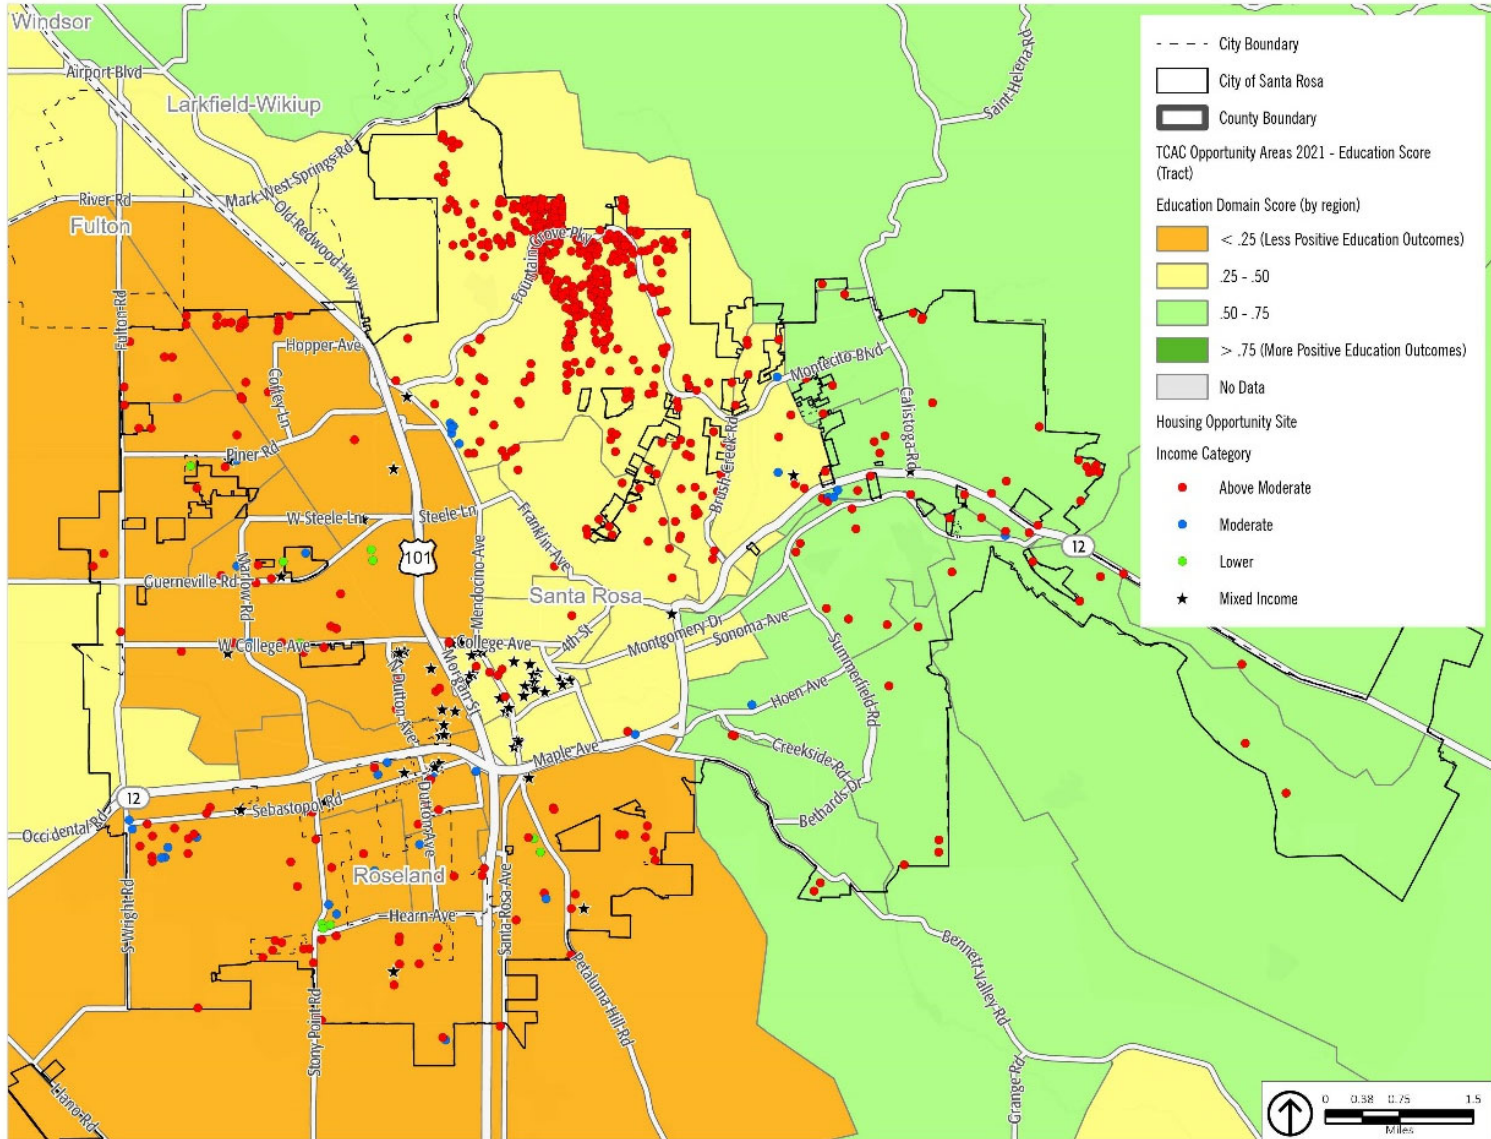 Windsor
Airport Blvd
Larkfield-Wikiup
Saint Helena Rd
River Rd
Mark West Springs Rd
Fulton
Old Redwood Hwy
Fountain Grove Pky
Fulton Rd
Hopper Ave
Coffey Ln
Montecito Blvd
Calistoga Rd
Piner Rd
Brush Creek Rd
W Steele Ln
Steele Ln
Franklin Ave
101
12
Marlow Rd
Guerneville Rd
Mendocino Ave
Santa Rosa
W College Ave
College Ave
4th St
Montgomery Dr
Sonoma Ave
Summerfield Rd
N Dutton Ave
Morgan St
Hoen Ave
Maple Ave
Creekside Rd
Bethards Dr
12
Occidental Rd
Sebastopol Rd
Dutton Ave
Roseland
S Wright Rd
Hearn Ave
Santa Rosa Ave
Stony Point Rd
Petaluma Hill Rd
Bennett Valley Rd
Grange Rd
Llano Rd
City Boundary
City of Santa Rosa
County Boundary
TCAC Opportunity Areas 2021 - Education Score
(Tract)
Education Domain Score (by region)
< .25 (Less Positive Education Outcomes)
.25 - .50
.50 - .75
> .75 (More Positive Education Outcomes)
No Data
Housing Opportunity Site
Income Category
Above Moderate
Moderate
Lower
Mixed Income
0 0.38 0.75 1.5
Miles